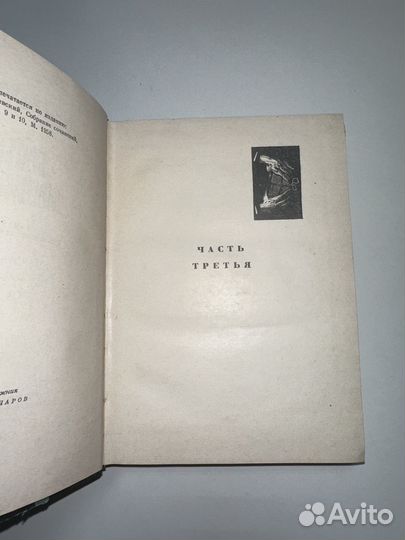 печатается по изданию:
Собрание сочинений,
9 и 10, М. 1958.
ЧАСТЬ
ТРЕТЬЯ
Avito